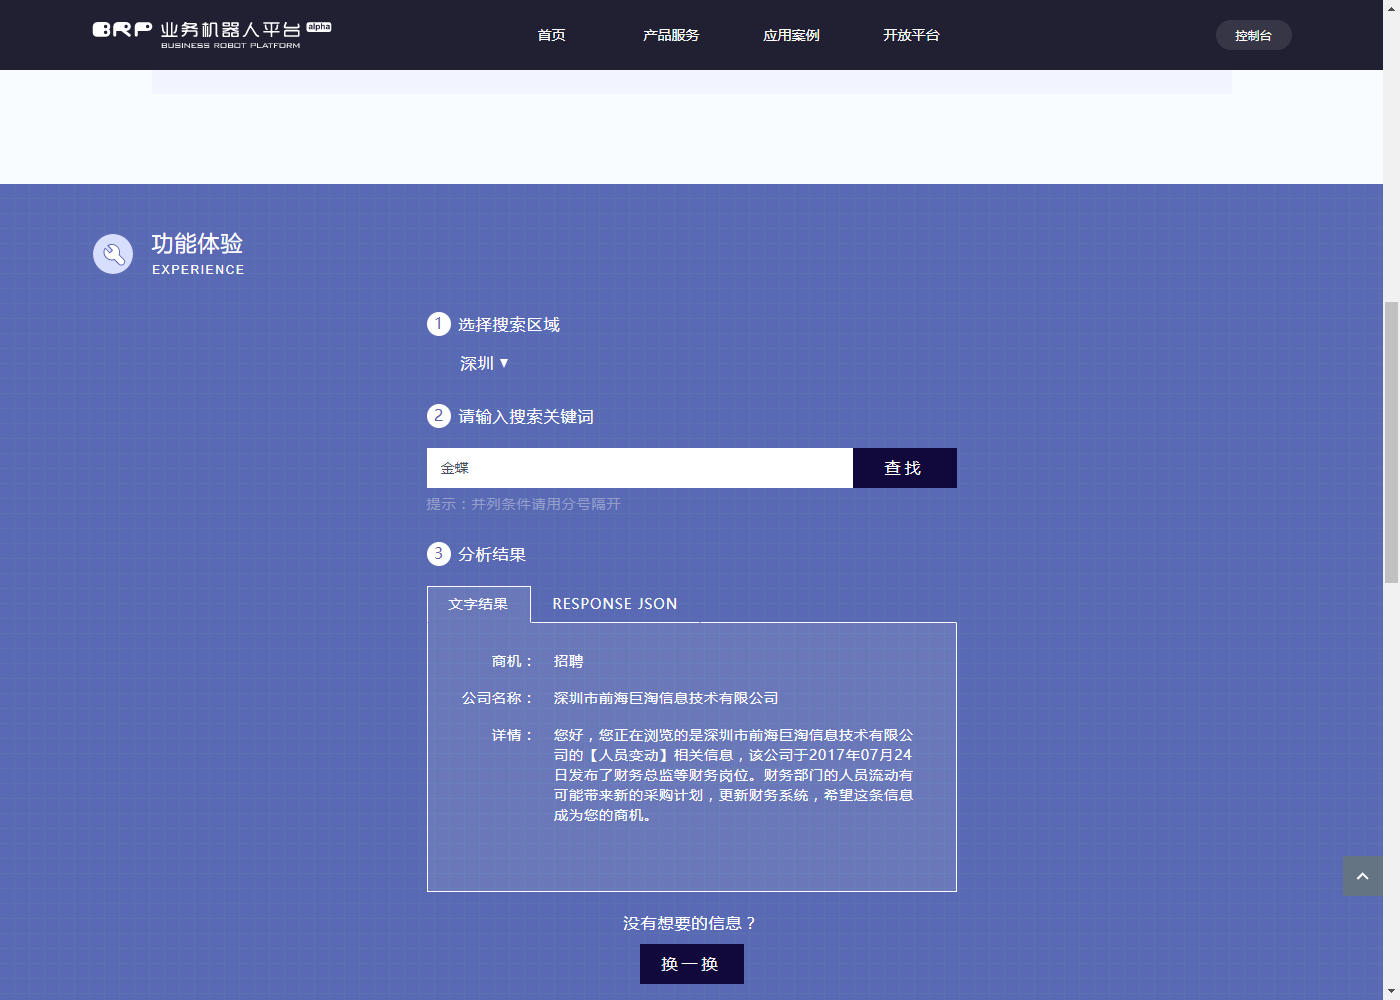 BRP 业务机器人平台 alpha
BUSINESS ROBOT PLATFORM
首页 产品服务 应用案例 开放平台 控制台
功能体验
EXPERIENCE
1 选择搜索区域
深圳 ▼
2 请输入搜索关键词
金蝶 查找
提示：并列条件请用分号隔开
3 分析结果
文字结果 RESPONSE JSON
商机： 招聘
公司名称： 深圳市前海巨淘信息技术有限公司
详情： 您好，您正在浏览的是深圳市前海巨淘信息技术有限公
司的【人员变动】相关信息，该公司于2017年07月24
日发布了财务总监等财务岗位。财务部门的人员流动有
可能带来新的采购计划，更新财务系统，希望这条信息
成为您的商机。
没有想要的信息？
换一换